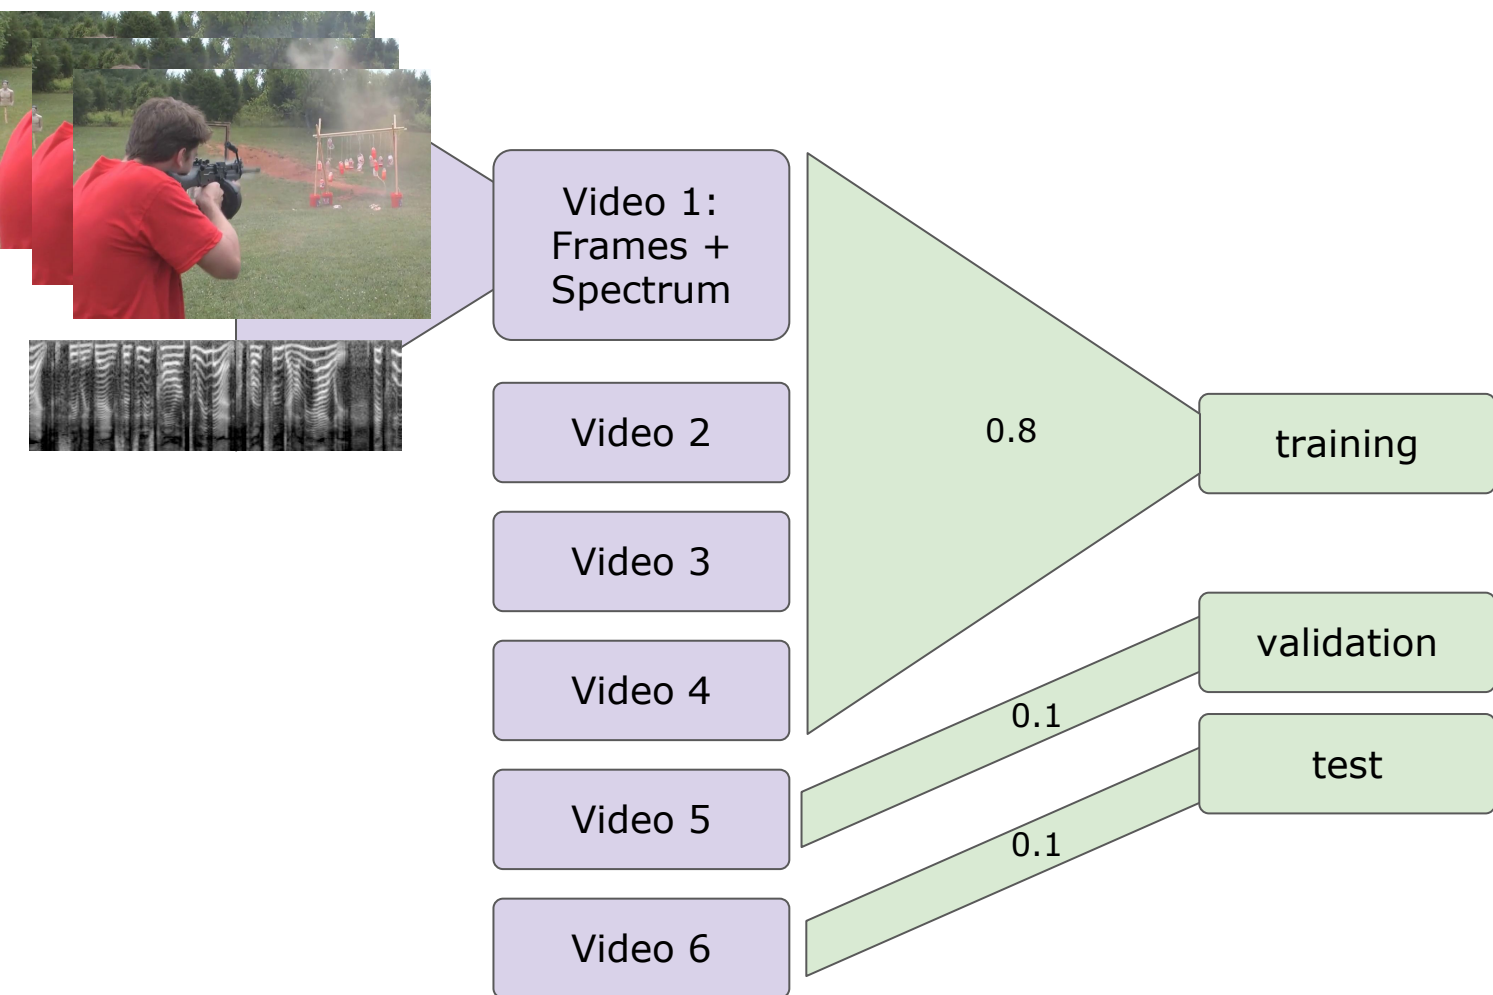 Video 1:
Frames +
Spectrum
Video 2
Video 3
Video 4
Video 5
Video 6
0.8
0.1
0.1
training
validation
test